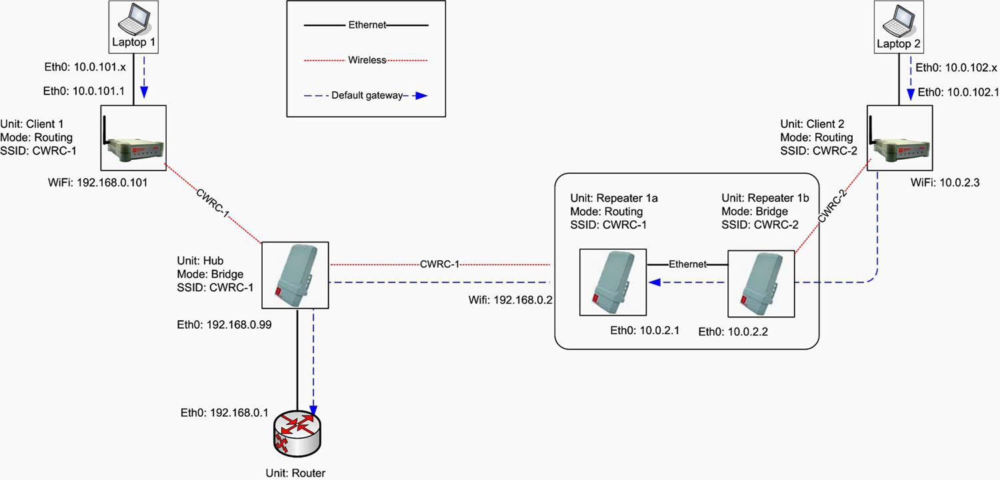 Laptop 1
Eth0: 10.0.101.x
Eth0: 10.0.101.1
Unit: Client 1
Mode: Routing
SSID: CWRC-1
WiFi: 192.168.0.101
Ethernet
Wireless
Default gateway
Laptop 2
Eth0: 10.0.102.x
Eth0: 10.0.102.1
Unit: Client 2
Mode: Routing
SSID: CWRC-2
WiFi: 10.0.2.3
CWRC-1
CWRC-2
Unit: Repeater 1a
Mode: Routing
SSID: CWRC-1
Unit: Repeater 1b
Mode: Bridge
SSID: CWRC-2
Unit: Hub
Mode: Bridge
SSID: CWRC-1
CWRC-1
Ethernet
Wifi: 192.168.0.2
Eth0: 10.0.2.1
Eth0: 10.0.2.2
Eth0: 192.168.0.99
Eth0: 192.168.0.1
Unit: Router